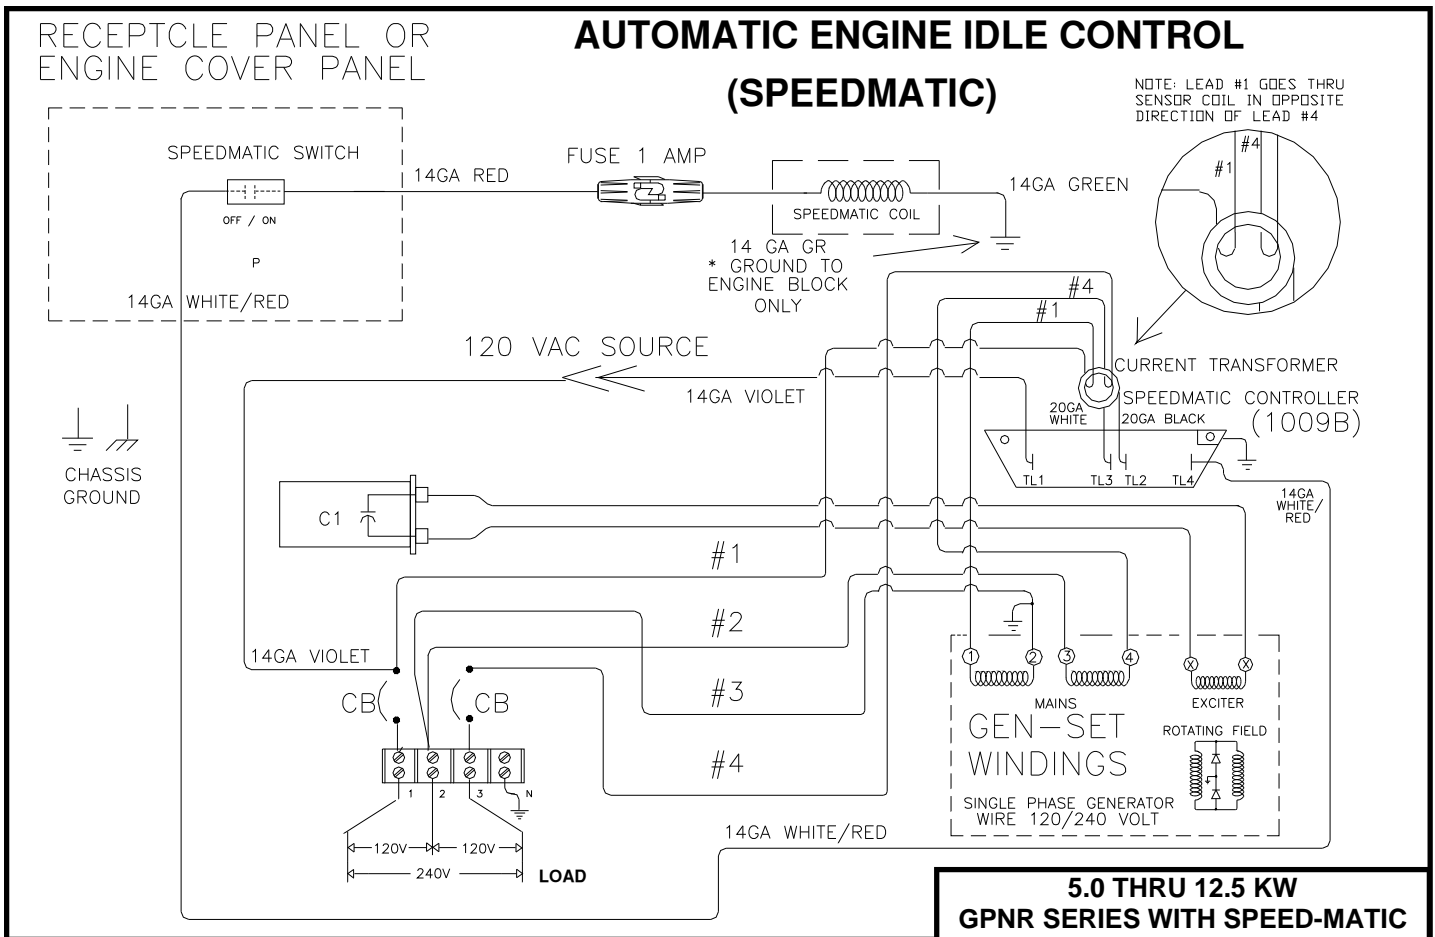 RECEPTCLE PANEL OR
ENGINE COVER PANEL
AUTOMATIC ENGINE IDLE CONTROL
(SPEEDMATIC)
NOTE: LEAD #1 GOES THRU
SENSOR COIL IN OPPOSITE
DIRECTION OF LEAD #4
#4
#1
SPEEDMATIC SWITCH
OFF / ON
P
14GA RED
FUSE 1 AMP
SPEEDMATIC COIL
14GA GREEN
14 GA GR
* GROUND TO
ENGINE BLOCK
ONLY
14GA WHITE/RED
#4
#1
120 VAC SOURCE
14GA VIOLET
CURRENT TRANSFORMER
SPEEDMATIC CONTROLLER
(1009B)
20GA
WHITE
20GA BLACK
TL1
TL3
TL2
TL4
14GA
WHITE/
RED
CHASSIS
GROUND
C1
#1
#2
#3
#4
14GA VIOLET
CB
CB
1
2
3
N
120V
120V
240V
LOAD
14GA WHITE/RED
1
2
3
4
X
X
MAINS
EXCITER
GEN-SET
WINDINGS
ROTATING FIELD
SINGLE PHASE GENERATOR
WIRE 120/240 VOLT
5.0 THRU 12.5 KW
GPNR SERIES WITH SPEED-MATIC